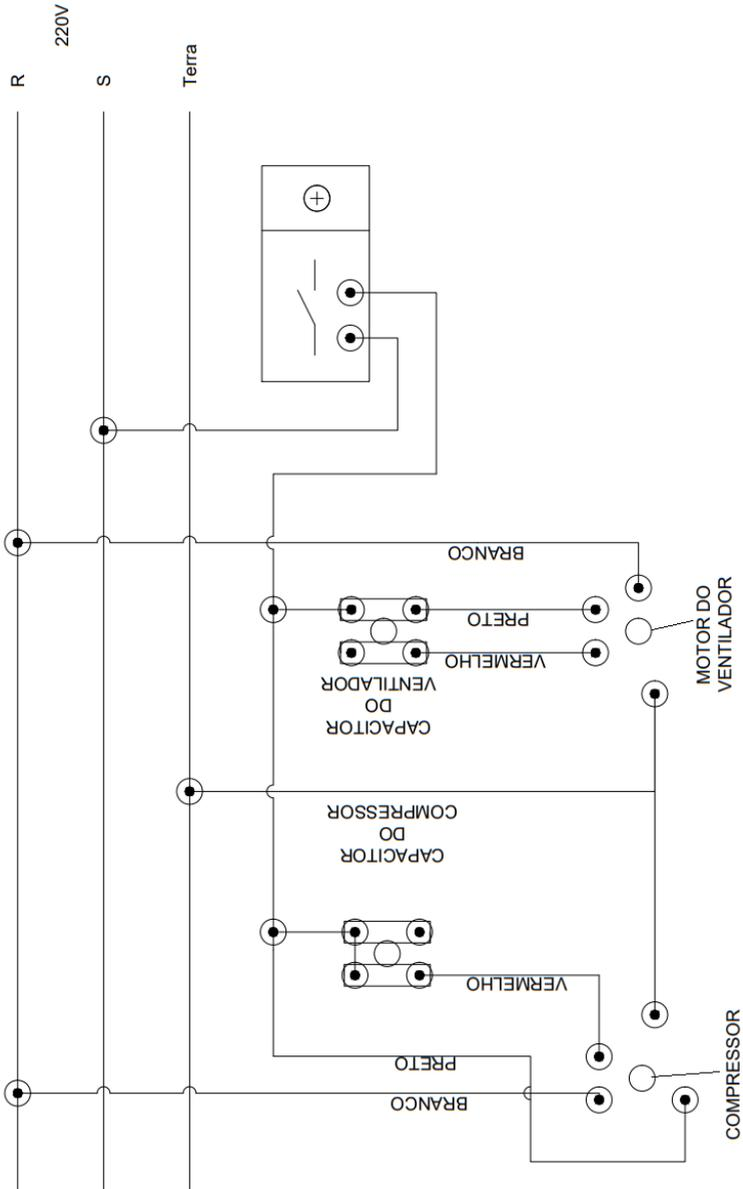 220V
R
S
Terra
BRANCO
PRETO
VERMELHO
CAPACITOR
DO
VENTILADOR
MOTOR DO
VENTILADOR
CAPACITOR
DO
COMPRESSOR
VERMELHO
PRETO
BRANCO
COMPRESSOR